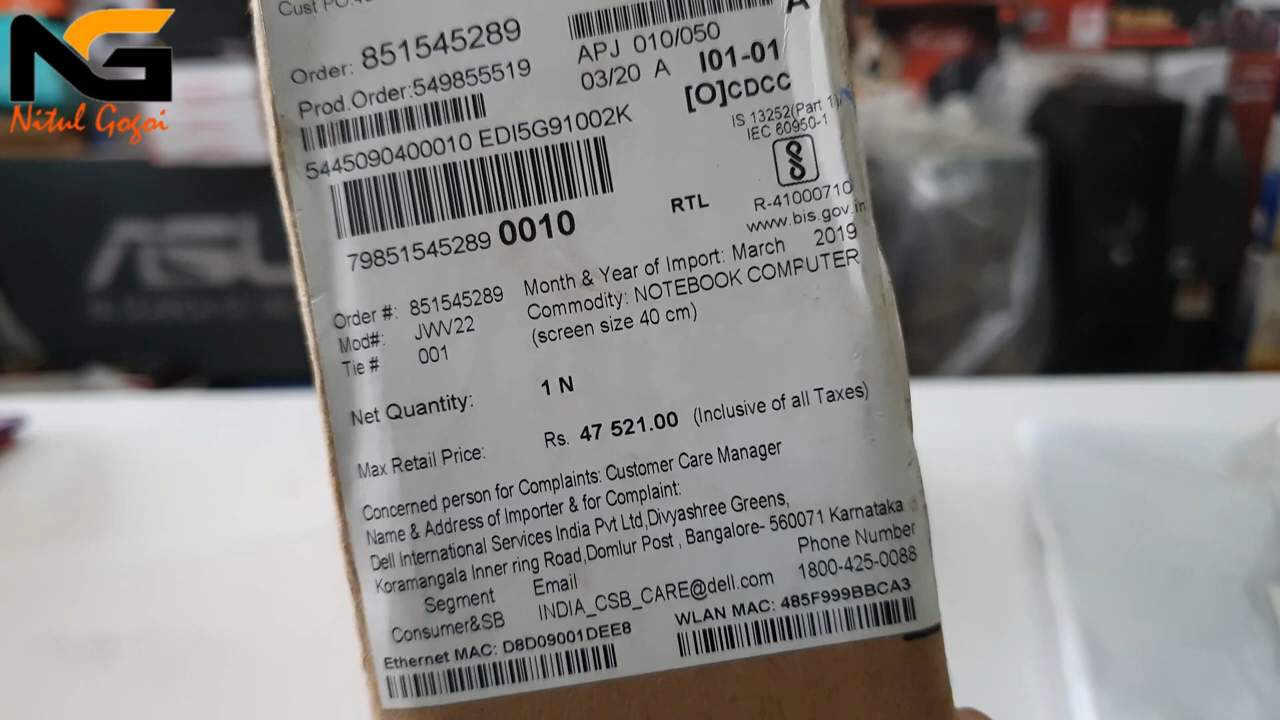 NG
Nitul Gogoi
Cust PO:
Order: 851545289
Prod.Order:549855519
APJ 010/050
03/20 A
A
I01-01
[O]CDCC
5445090400010 EDI5G91002K
IS 13252(Part 1)/
IEC 60950-1
79851545289 0010
RTL
R-41000710
www.bis.gov.in
Order #: 851545289
Mod#: JWV22
Tie # 001
Month & Year of Import: March 2019
Commodity: NOTEBOOK COMPUTER
(screen size 40 cm)
Net Quantity: 1 N
Max Retail Price: Rs. 47 521.00 (Inclusive of all Taxes)
Concerned person for Complaints: Customer Care Manager
Name & Address of Importer & for Complaint:
Dell International Services India Pvt Ltd,Divyashree Greens,
Koramangala Inner ring Road,Domlur Post , Bangalore- 560071 Karnataka
Segment Email Phone Number
Consumer&SB INDIA_CSB_CARE@dell.com 1800-425-0088
Ethernet MAC: D8D09001DEE8 WLAN MAC: 485F999BBCA3
ASU